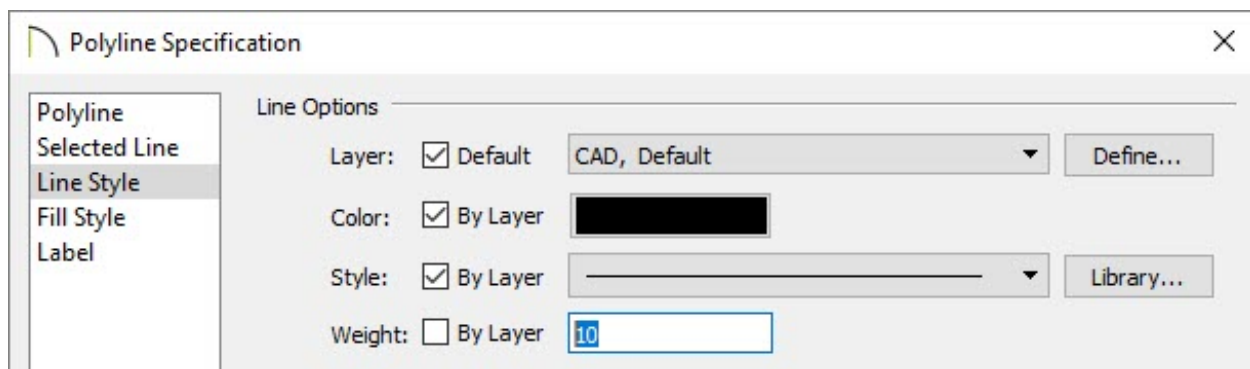 Polyline Specification
Polyline
Selected Line
Line Style
Fill Style
Label
Line Options
Layer: Default CAD, Default Define...
Color: By Layer
Style: By Layer Library...
Weight: By Layer 10